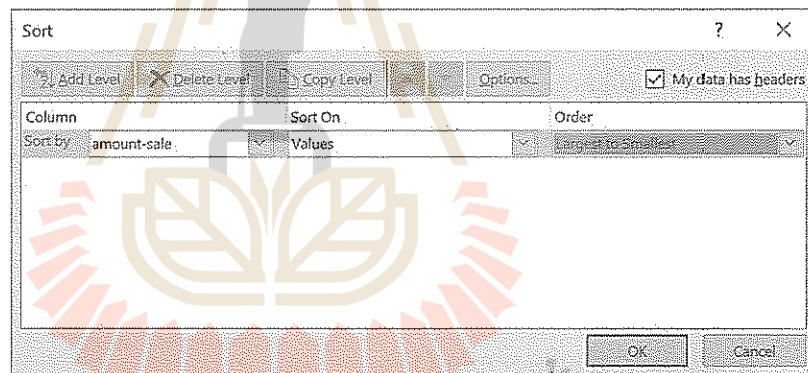 Sort ? ×
Add Level Delete Level Copy Level Options... My data has headers
Column Sort On Order
Sort by amount-sale Values Largest to Smallest
OK Cancel